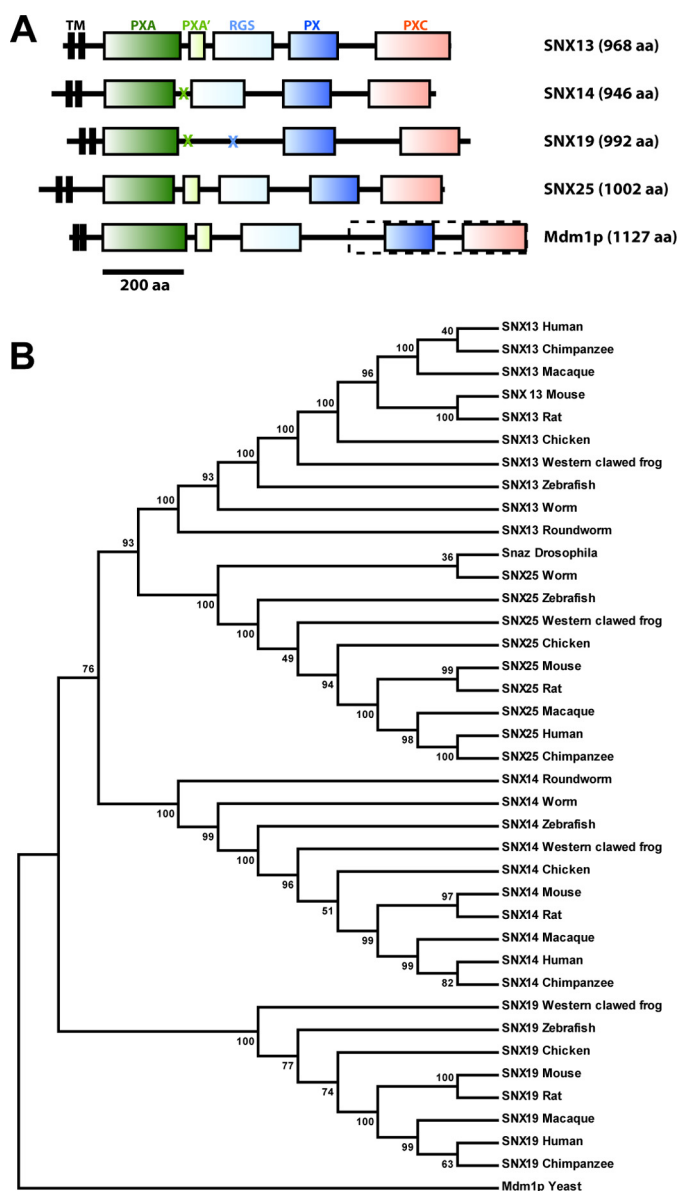 A
TM PXA PXA' RGS PX PXC
SNX13 (968 aa)
SNX14 (946 aa)
X
SNX19 (992 aa)
X X
SNX25 (1002 aa)
Mdm1p (1127 aa)
200 aa
B
SNX13 Human
40
SNX13 Chimpanzee
100
SNX13 Macaque
96
SNX 13 Mouse
100
SNX13 Rat
100
SNX13 Chicken
100
SNX13 Western clawed frog
100
SNX13 Zebrafish
93
SNX13 Worm
100
SNX13 Roundworm
93
Snaz Drosophila
36
SNX25 Worm
100
SNX25 Zebrafish
100
SNX25 Western clawed frog
49
SNX25 Chicken
94
SNX25 Mouse
99
SNX25 Rat
100
76
SNX25 Macaque
98
SNX25 Human
100
SNX25 Chimpanzee
SNX14 Roundworm
100
SNX14 Worm
99
SNX14 Zebrafish
100
SNX14 Western clawed frog
96
SNX14 Chicken
51
SNX14 Mouse
97
SNX14 Rat
99
SNX14 Macaque
99
SNX14 Human
82
SNX14 Chimpanzee
SNX19 Western clawed frog
100
SNX19 Zebrafish
77
SNX19 Chicken
74
SNX19 Mouse
100
SNX19 Rat
100
SNX19 Macaque
99
SNX19 Human
63
SNX19 Chimpanzee
Mdm1p Yeast